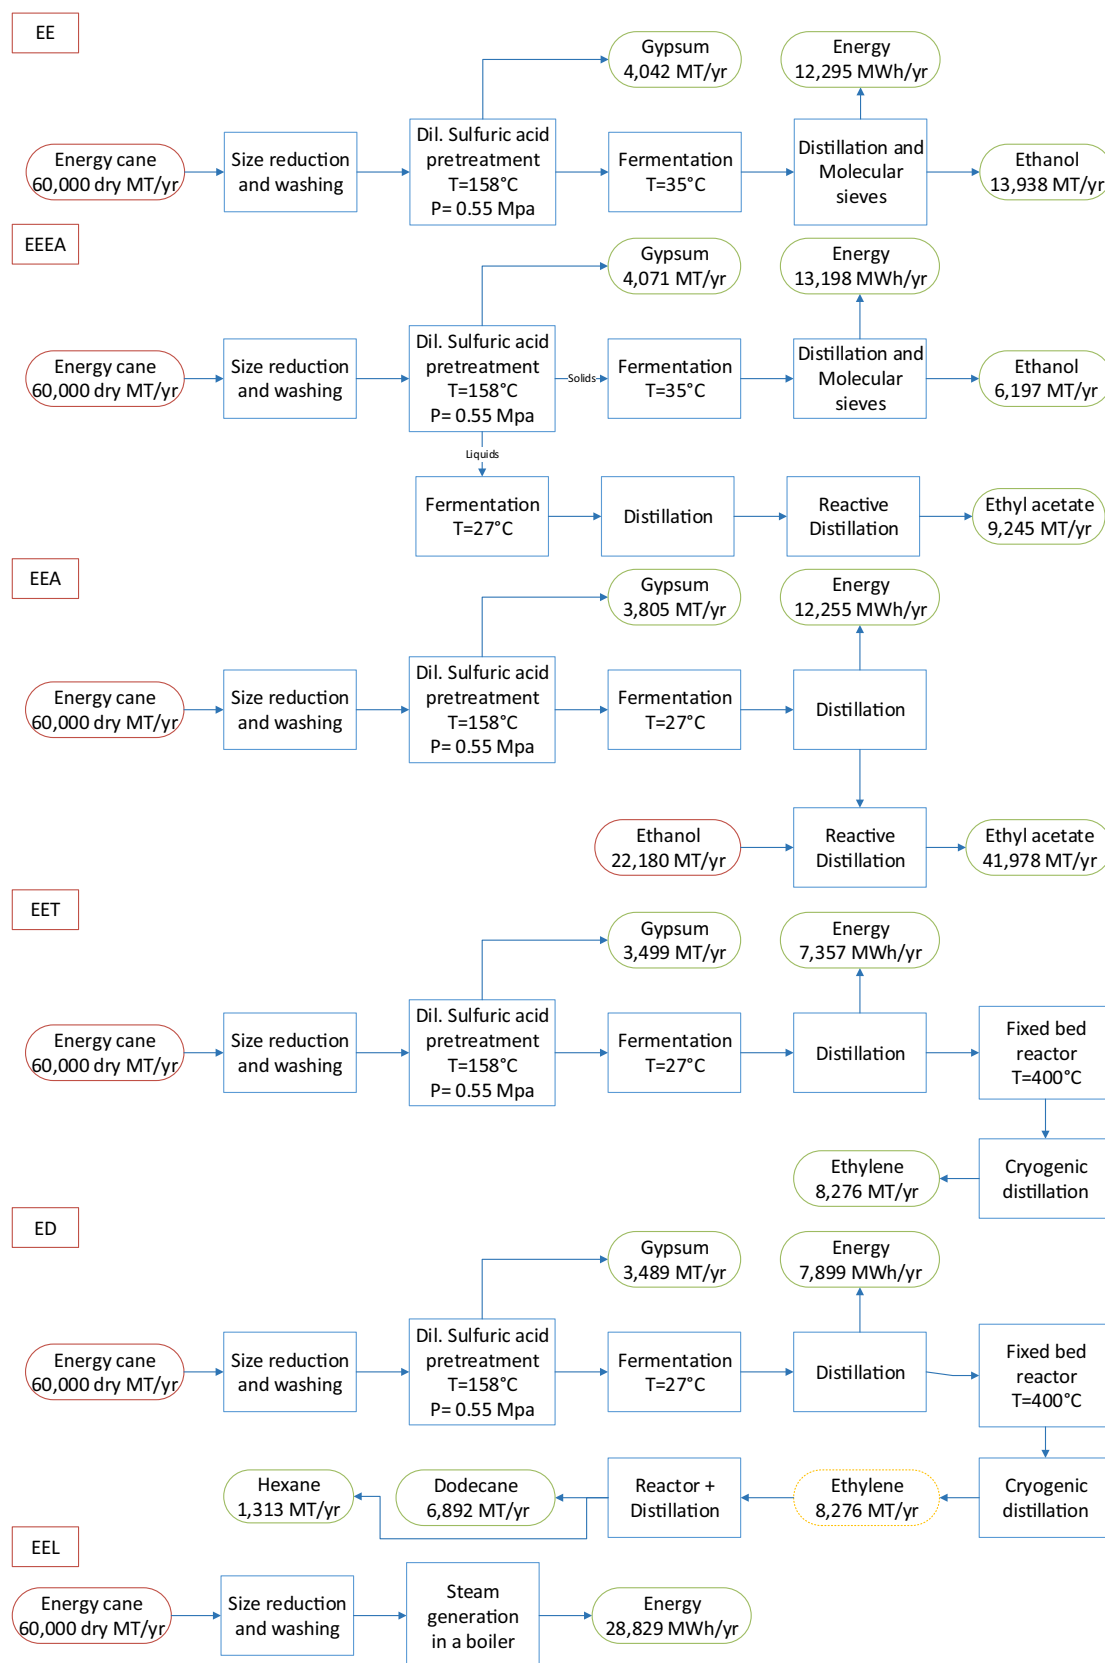 EE
Gypsum
4,042 MT/yr
Energy
12,295 MWh/yr
Energy cane
60,000 dry MT/yr
Size reduction
and washing
Dil. Sulfuric acid
pretreatment
T=158°C
P= 0.55 Mpa
Fermentation
T=35°C
Distillation and
Molecular
sieves
Ethanol
13,938 MT/yr
EEEA
Gypsum
4,071 MT/yr
Energy
13,198 MWh/yr
Energy cane
60,000 dry MT/yr
Size reduction
and washing
Dil. Sulfuric acid
pretreatment
T=158°C
P= 0.55 Mpa
Solids
Fermentation
T=35°C
Distillation and
Molecular
sieves
Ethanol
6,197 MT/yr
Liquids
Fermentation
T=27°C
Distillation
Reactive
Distillation
Ethyl acetate
9,245 MT/yr
EEA
Gypsum
3,805 MT/yr
Energy
12,255 MWh/yr
Energy cane
60,000 dry MT/yr
Size reduction
and washing
Dil. Sulfuric acid
pretreatment
T=158°C
P= 0.55 Mpa
Fermentation
T=27°C
Distillation
Ethanol
22,180 MT/yr
Reactive
Distillation
Ethyl acetate
41,978 MT/yr
EET
Gypsum
3,499 MT/yr
Energy
7,357 MWh/yr
Energy cane
60,000 dry MT/yr
Size reduction
and washing
Dil. Sulfuric acid
pretreatment
T=158°C
P= 0.55 Mpa
Fermentation
T=27°C
Distillation
Fixed bed
reactor
T=400°C
Ethylene
8,276 MT/yr
Cryogenic
distillation
ED
Gypsum
3,489 MT/yr
Energy
7,899 MWh/yr
Energy cane
60,000 dry MT/yr
Size reduction
and washing
Dil. Sulfuric acid
pretreatment
T=158°C
P= 0.55 Mpa
Fermentation
T=27°C
Distillation
Fixed bed
reactor
T=400°C
Hexane
1,313 MT/yr
Dodecane
6,892 MT/yr
Reactor +
Distillation
Ethylene
8,276 MT/yr
Cryogenic
distillation
EEL
Energy cane
60,000 dry MT/yr
Size reduction
and washing
Steam
generation
in a boiler
Energy
28,829 MWh/yr